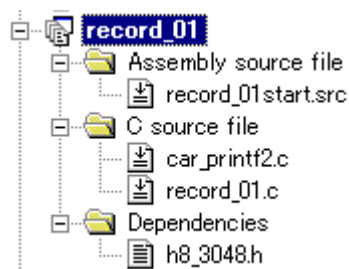 record_01
Assembly source file
record_01start.src
C source file
car_printf2.c
record_01.c
Dependencies
h8_3048.h